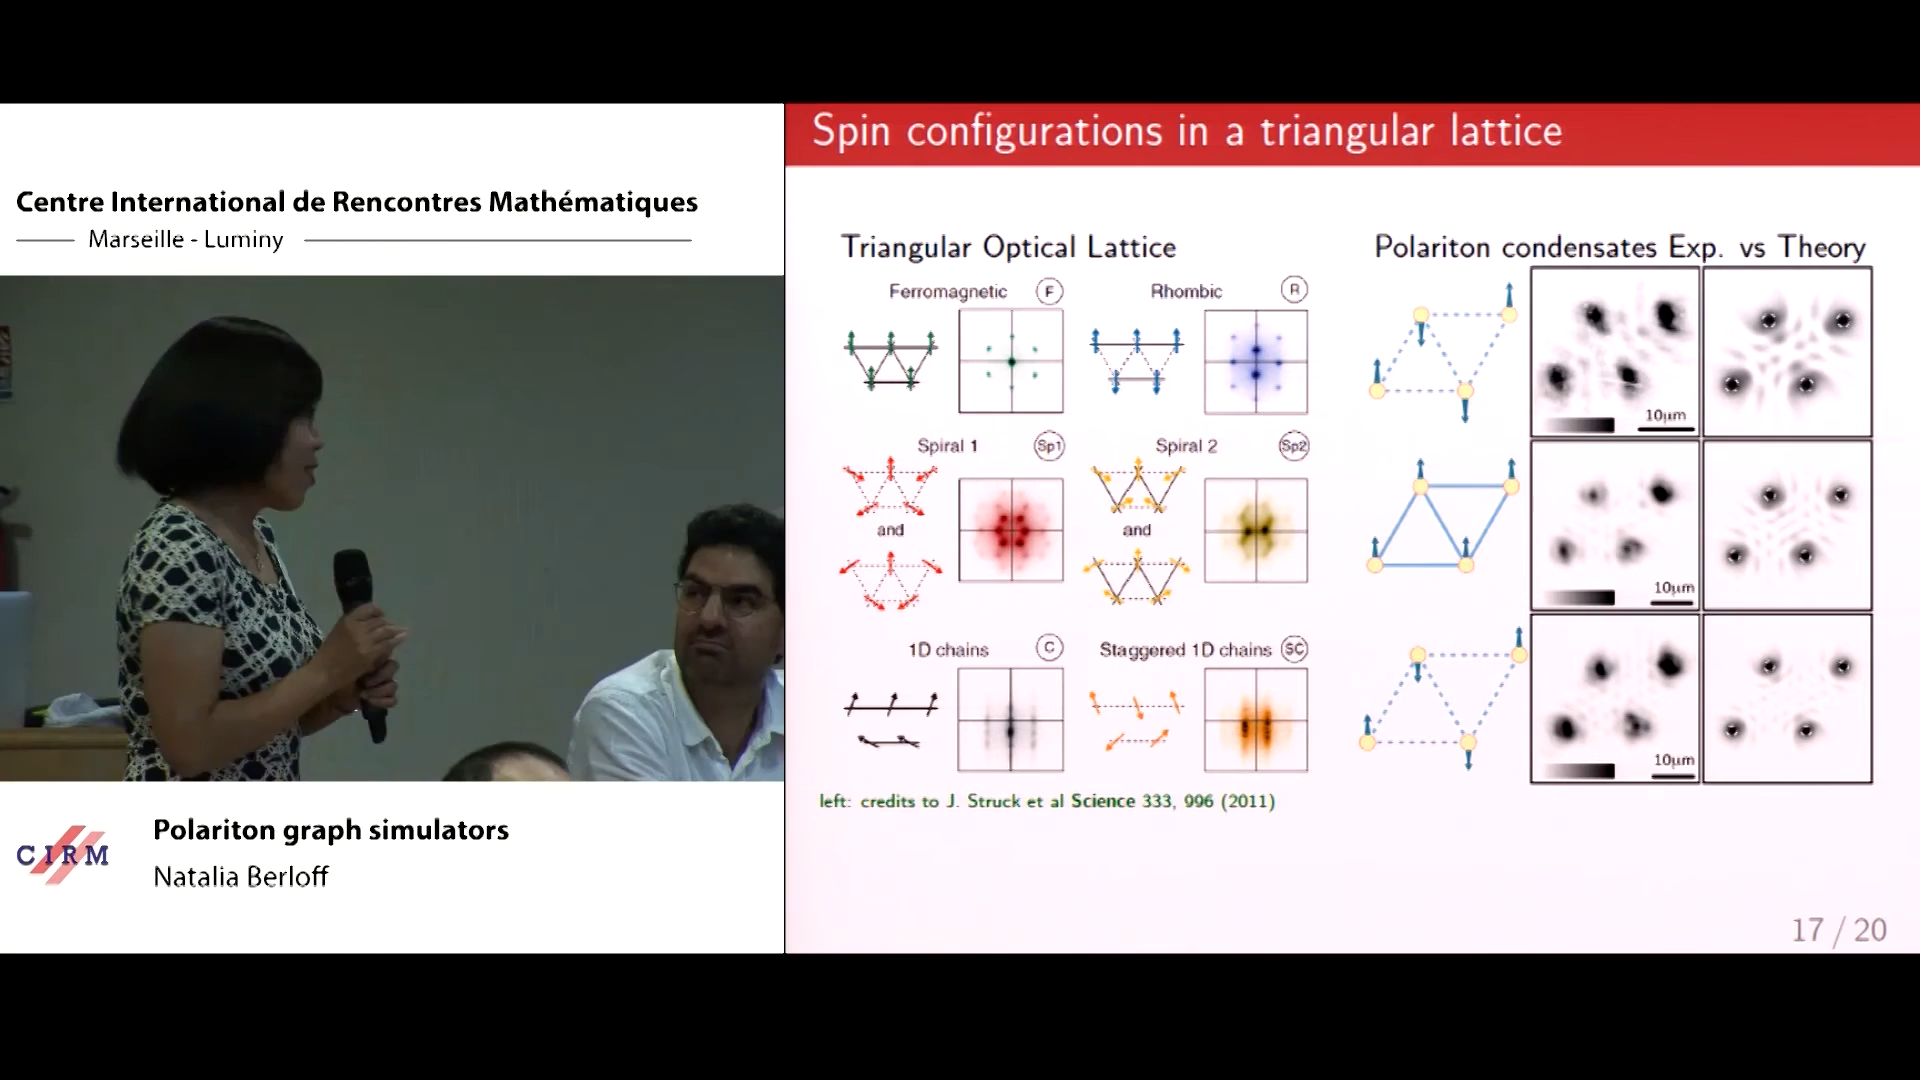 Centre International de Rencontres Mathématiques
Marseille - Luminy
CIRM
Polariton graph simulators
Natalia Berloff
Spin configurations in a triangular lattice
Triangular Optical Lattice
Polariton condensates Exp. vs Theory
Ferromagnetic F
Rhombic R
Spiral 1 Sp1
and
Spiral 2 Sp2
and
1D chains C
Staggered 1D chains SC
10μm
10μm
10μm
left: credits to J. Struck et al Science 333, 996 (2011)
17 / 20